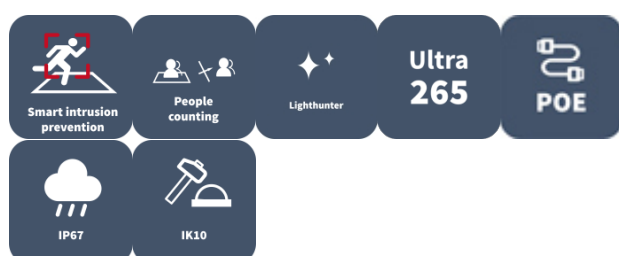 Smart intrusion
prevention
People
counting
Lighthunter
Ultra
265
POE
IP67
IK10